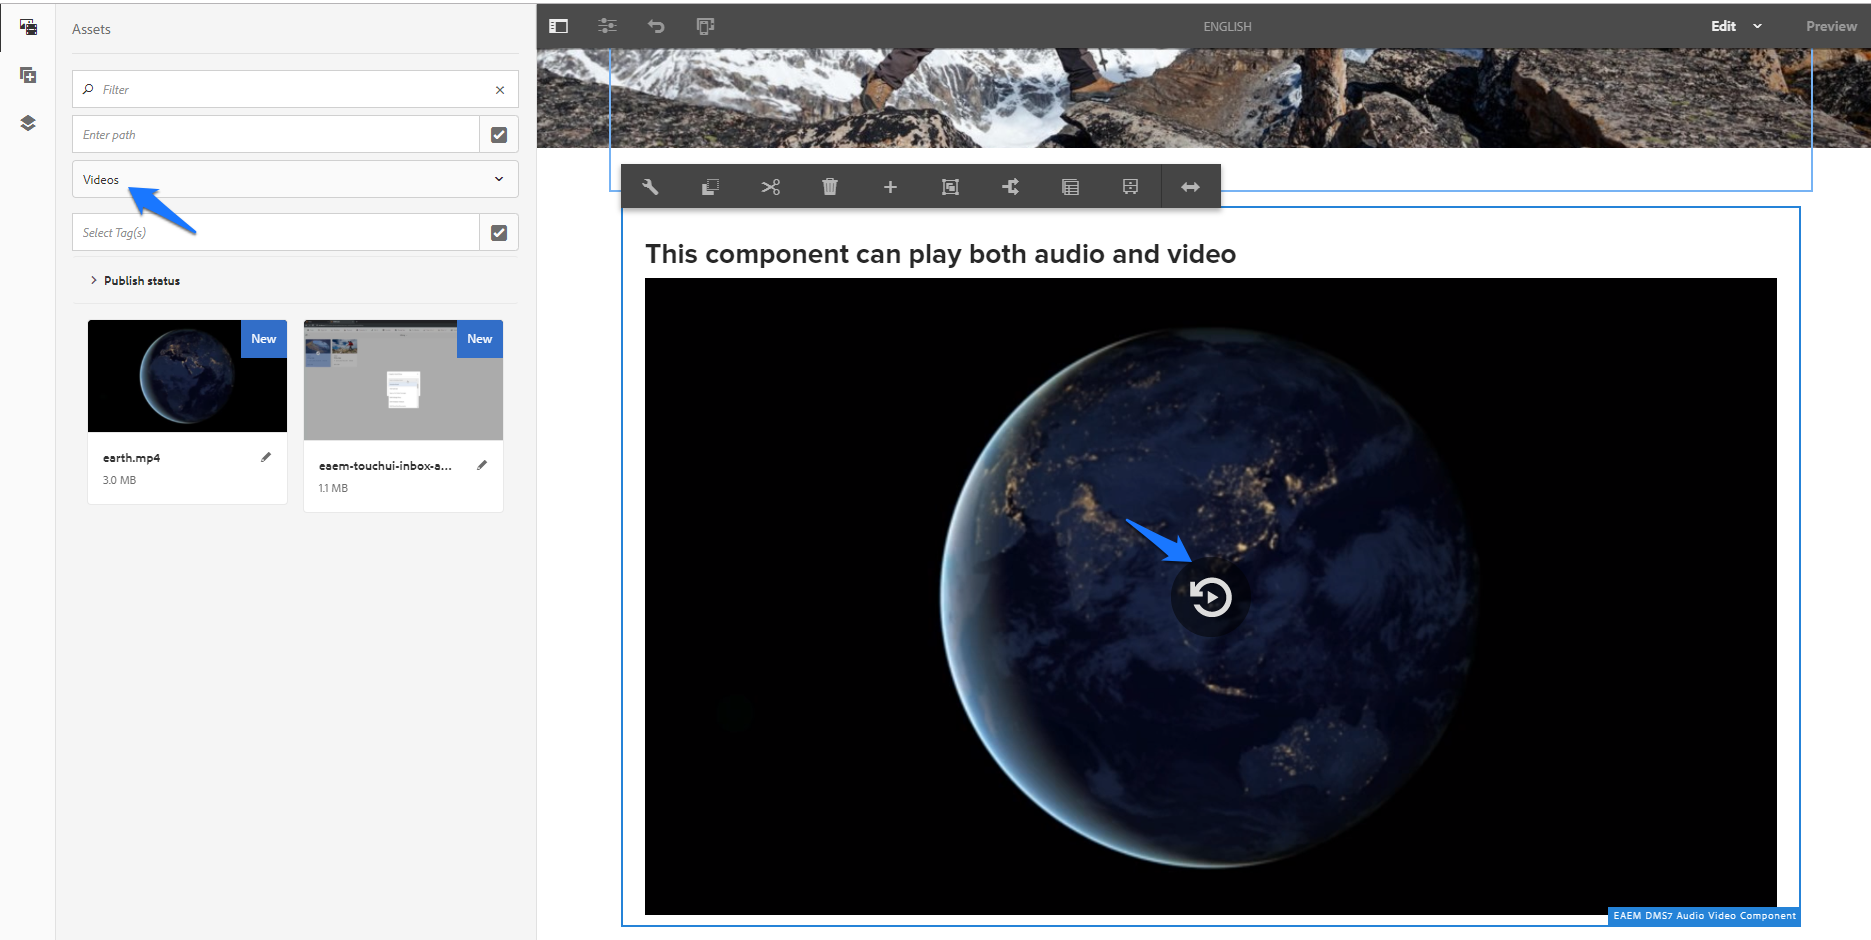 Assets
Filter
Enter path
Videos
Select Tag(s)
Publish status
New
earth.mp4
3.0 MB
New
eaem-touchui-inbox-a...
1.1 MB
ENGLISH
Edit
Preview
This component can play both audio and video
EAEM DMS7 Audio Video Component